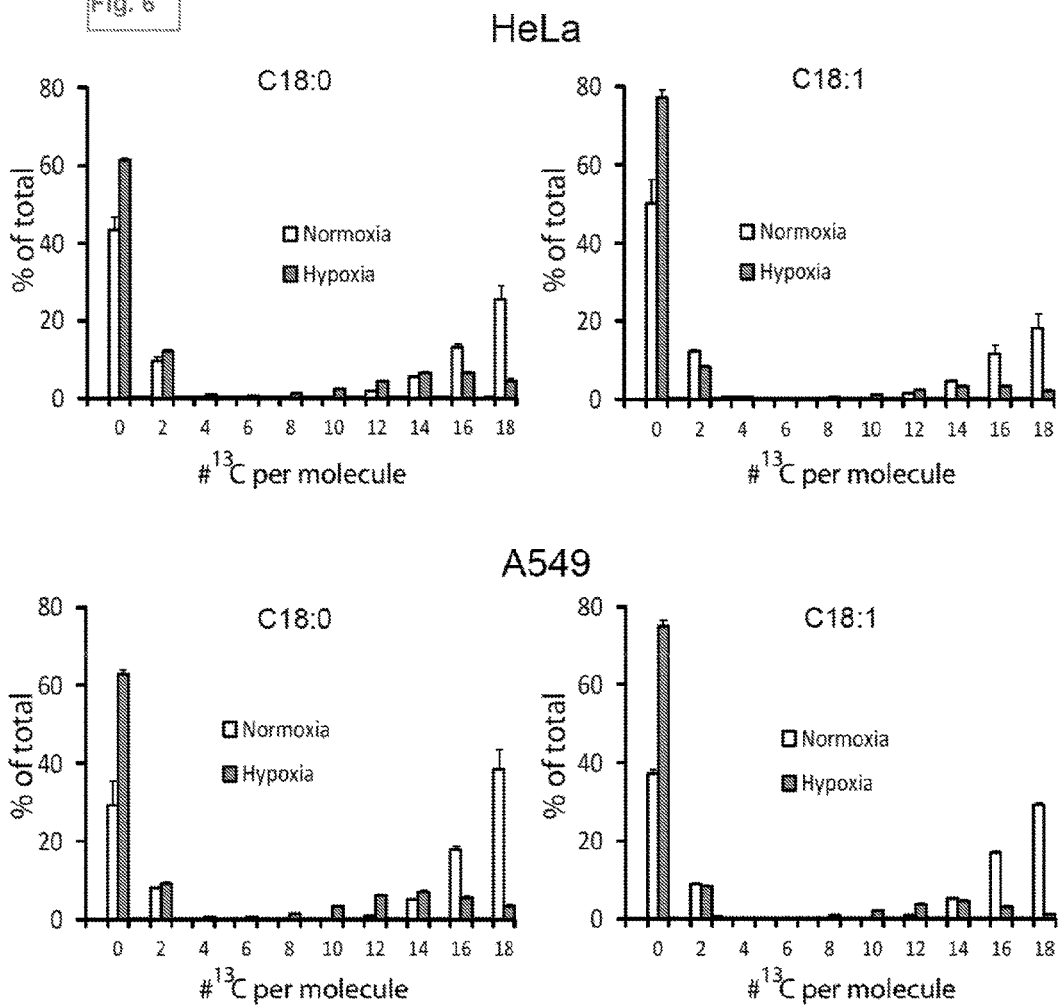 Fig. 6
HeLa
C18:0
C18:1
80
60
40
20
0
% of total
Normoxia
Hypoxia
0 2 4 6 8 10 12 14 16 18
#¹³C per molecule
80
60
40
20
0
% of total
Normoxia
Hypoxia
0 2 4 6 8 10 12 14 16 18
#¹³C per molecule
A549
C18:0
C18:1
80
60
40
20
0
% of total
Normoxia
Hypoxia
0 2 4 6 8 10 12 14 16 18
#¹³C per molecule
80
60
40
20
0
% of total
Normoxia
Hypoxia
0 2 4 6 8 10 12 14 16 18
#¹³C per molecule